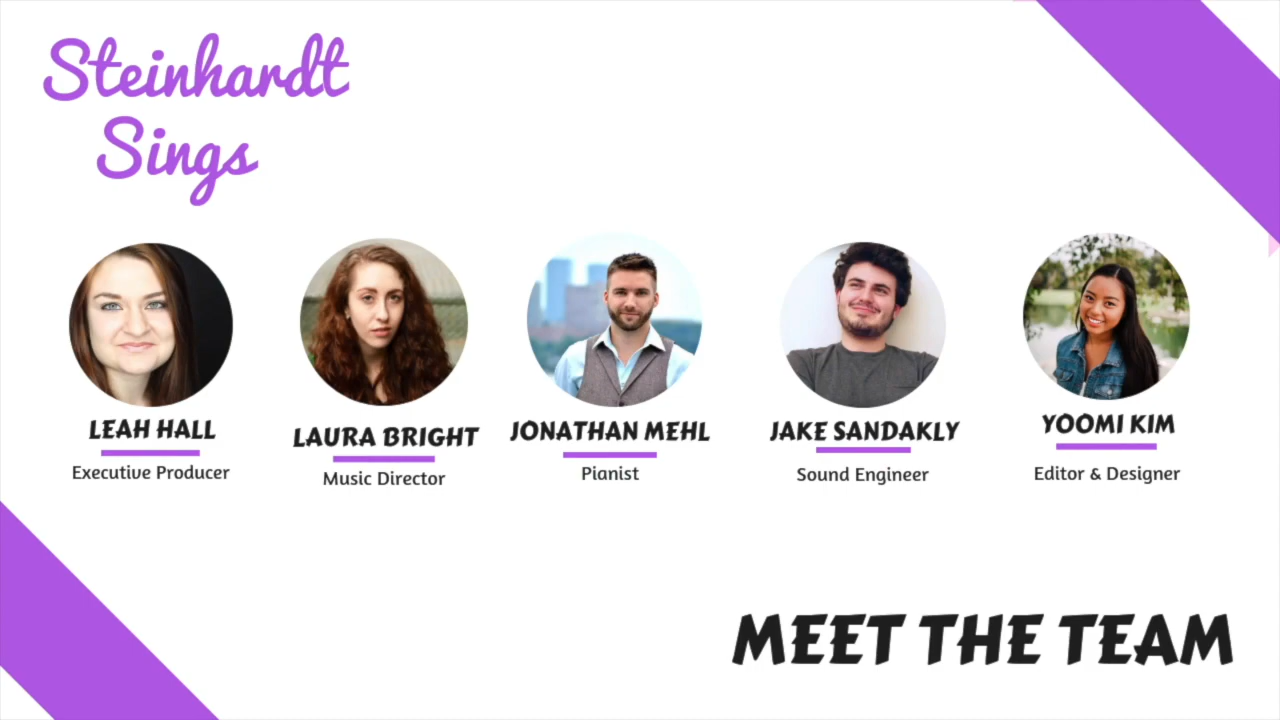 Steinhardt
Sings
LEAH HALL
Executive Producer
LAURA BRIGHT
Music Director
JONATHAN MEHL
Pianist
JAKE SANDAKLY
Sound Engineer
YOOMI KIM
Editor & Designer
MEET THE TEAM